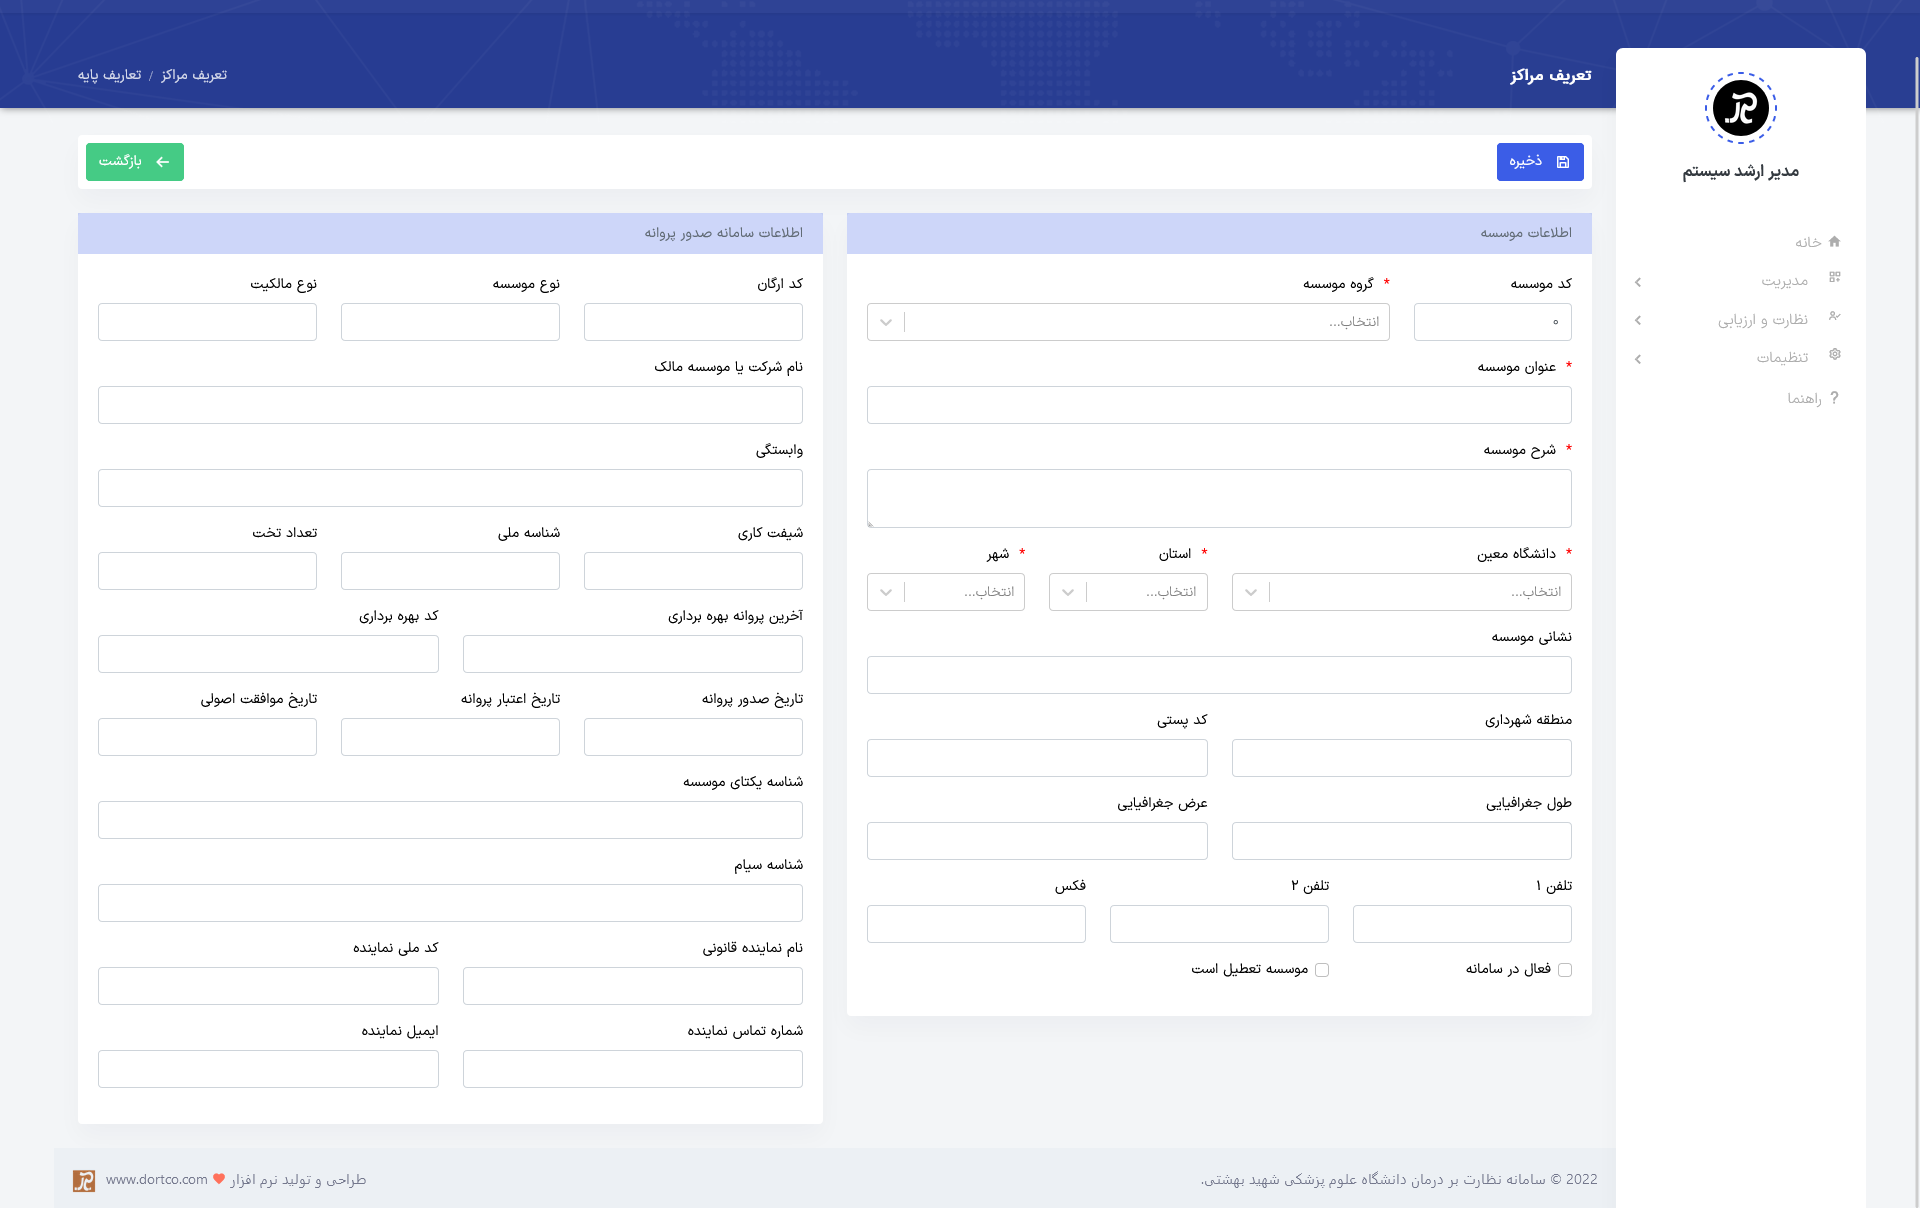 تعریف مراکز
تعاریف پایه / تعریف مراکز
مدیر ارشد سیستم
خانه
مدیریت
نظارت و ارزیابی
تنظیمات
راهنما
ذخیره
بازگشت
اطلاعات موسسه
کد موسسه
* گروه موسسه
۰
انتخاب...
* عنوان موسسه
* شرح موسسه
* دانشگاه معین
* استان
* شهر
انتخاب...
انتخاب...
انتخاب...
نشانی موسسه
منطقه شهرداری
کد پستی
طول جغرافیایی
عرض جغرافیایی
تلفن ۱
تلفن ۲
فکس
فعال در سامانه
موسسه تعطیل است
اطلاعات سامانه صدور پروانه
کد ارگان
نوع موسسه
نوع مالکیت
نام شرکت یا موسسه مالک
وابستگی
شیفت کاری
شناسه ملی
تعداد تخت
آخرین پروانه بهره برداری
کد بهره برداری
تاریخ صدور پروانه
تاریخ اعتبار پروانه
تاریخ موافقت اصولی
شناسه یکتای موسسه
شناسه سیام
نام نماینده قانونی
کد ملی نماینده
شماره تماس نماینده
ایمیل نماینده
2022 © سامانه نظارت بر درمان دانشگاه علوم پزشکی شهید بهشتی.
طراحی و تولید نرم افزار ❤ www.dortco.com